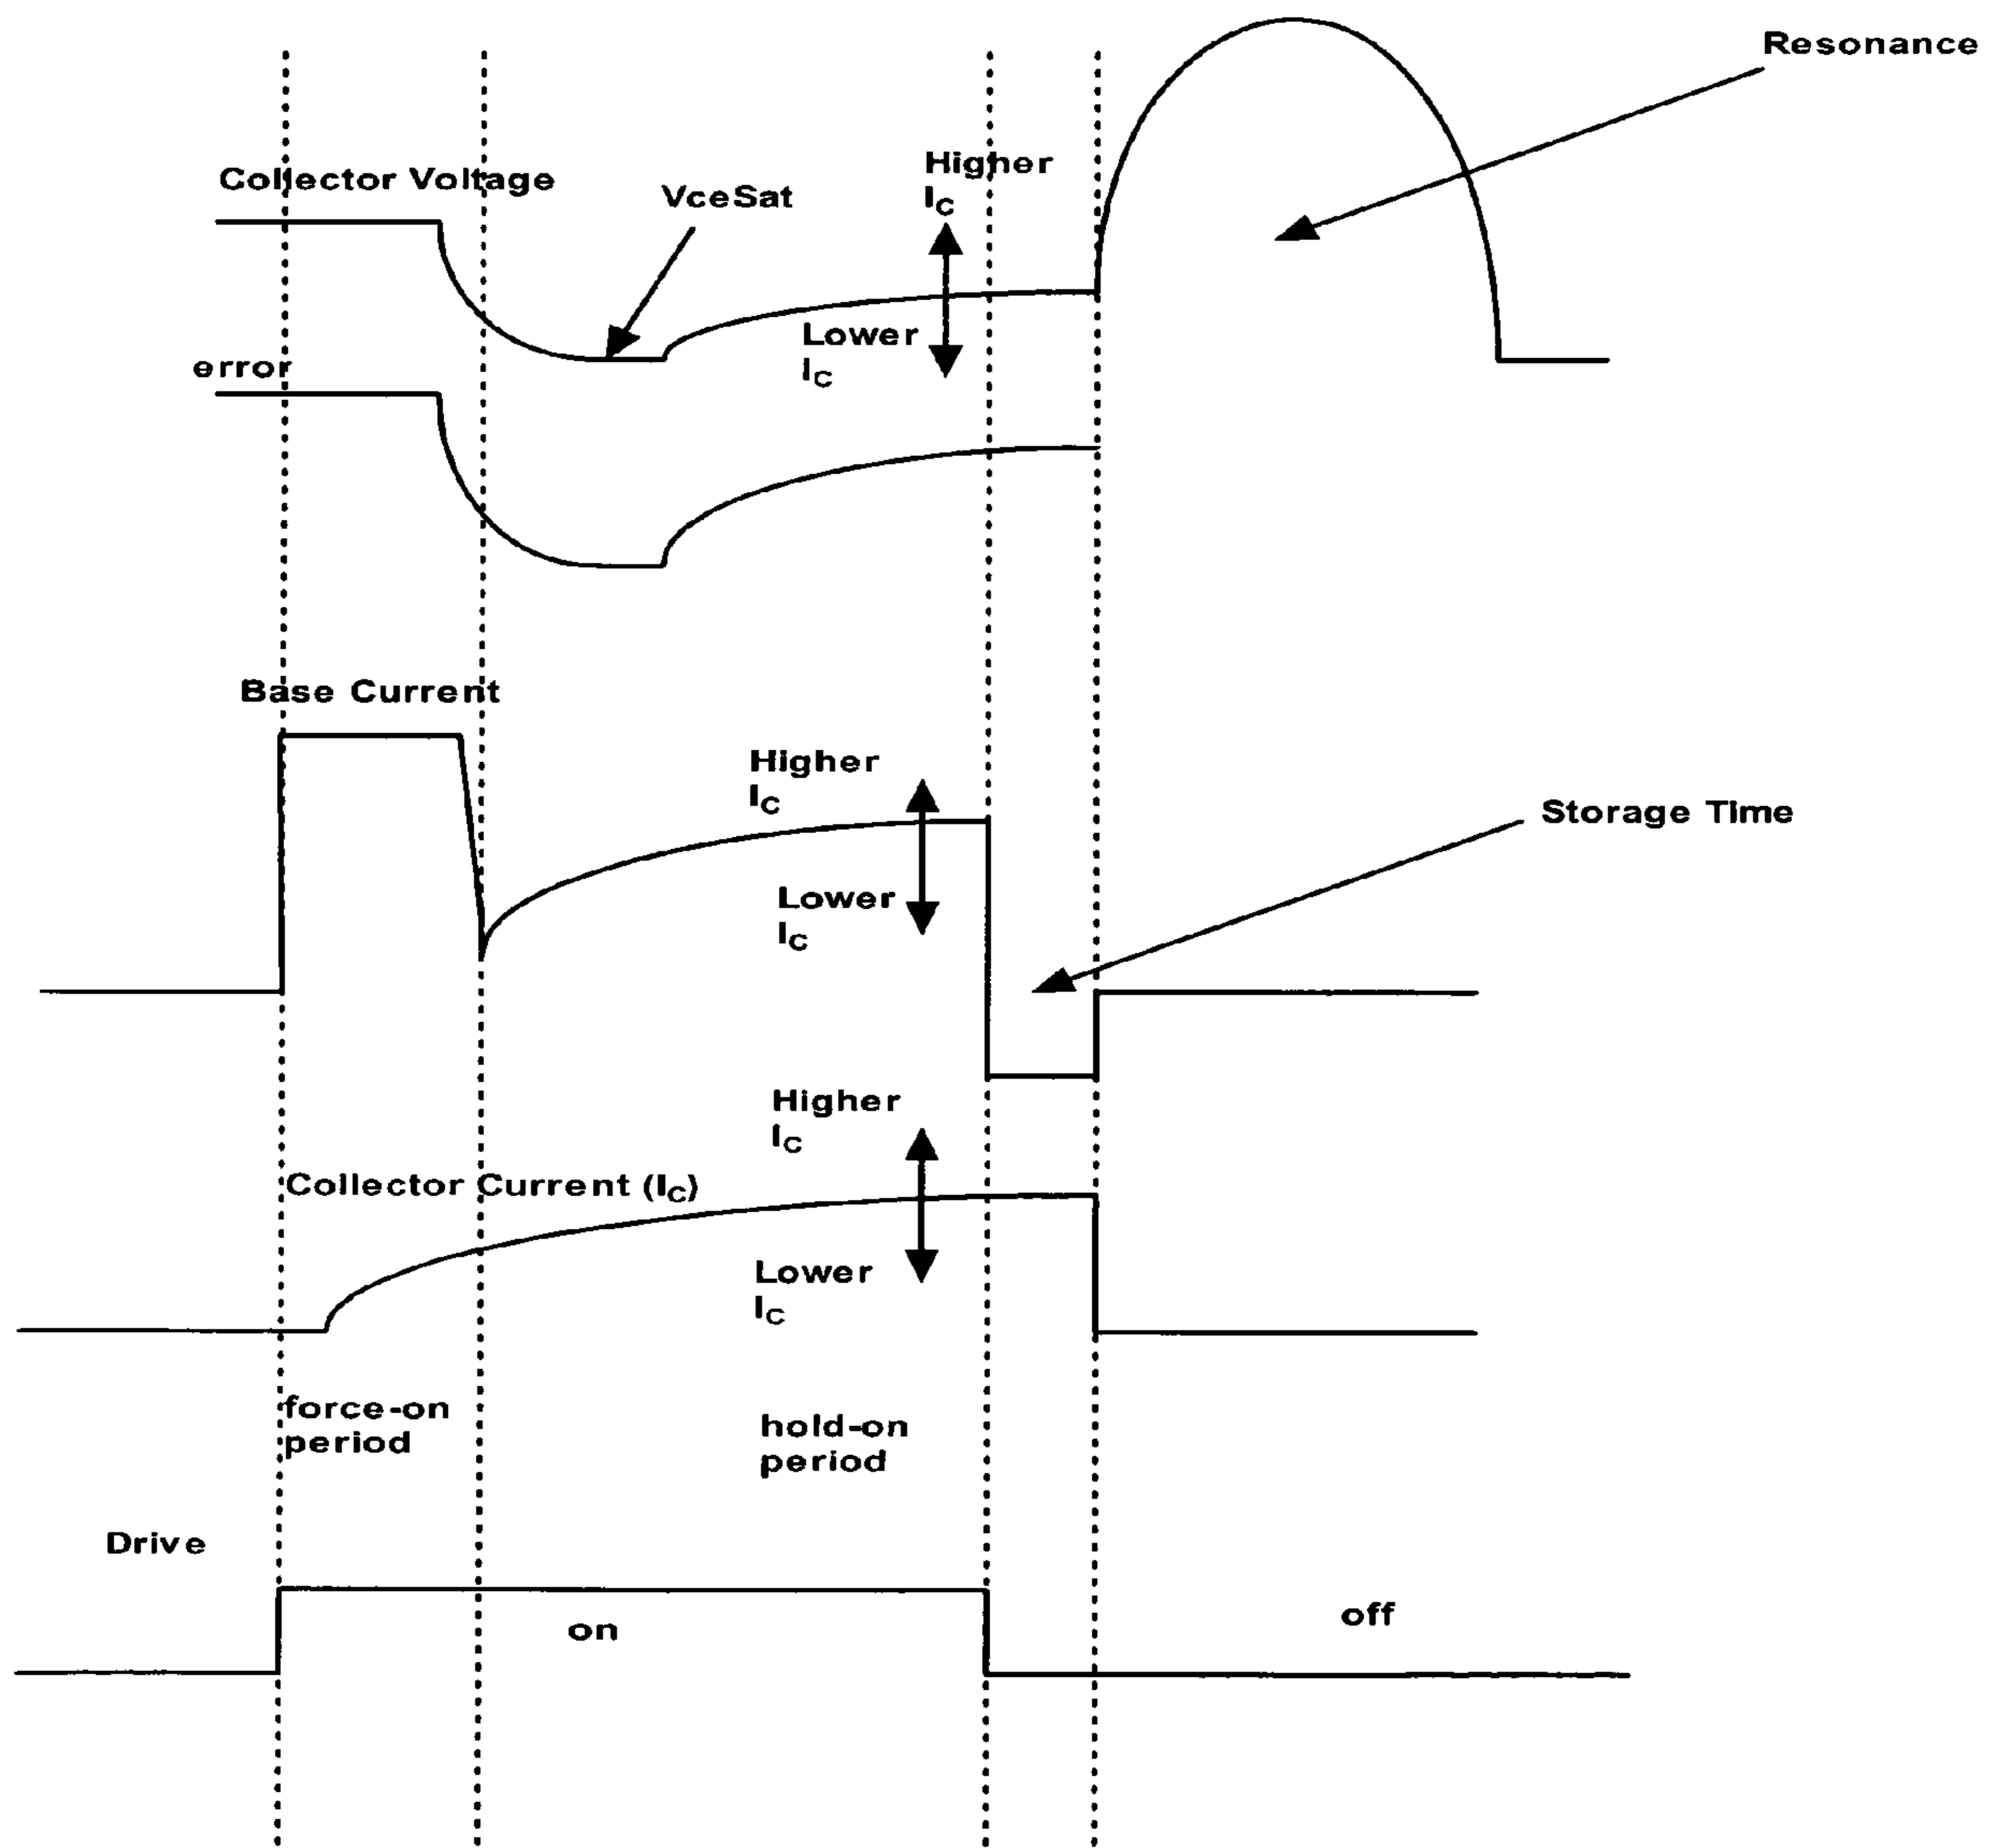 Resonance
Collector Voltage
VceSat
Higher
IC
Lower
IC
error
Base Current
Higher
IC
Lower
IC
Storage Time
Higher
IC
Collector Current (IC)
Lower
IC
force-on
period
hold-on
period
Drive
on
off